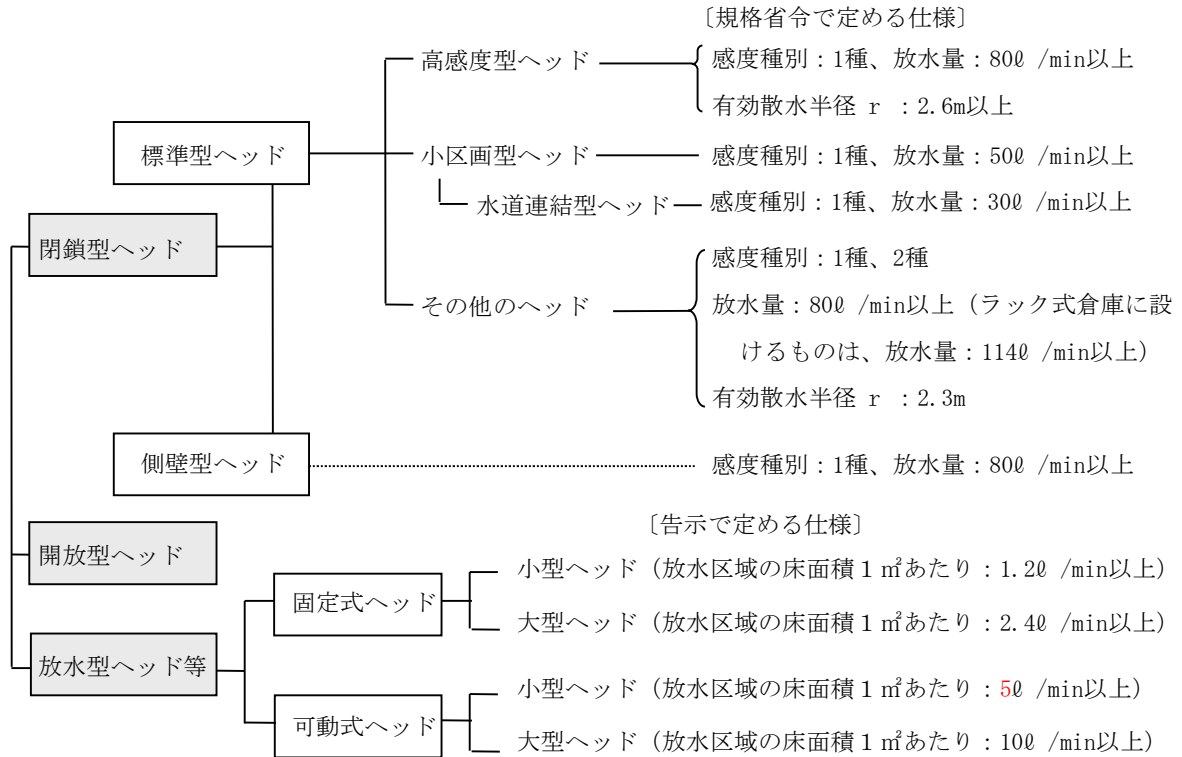 〔規格省令で定める仕様〕
高感度型ヘッド
感度種別：1種、放水量：80ℓ /min以上
有効散水半径 r ：2.6m以上
標準型ヘッド
小区画型ヘッド
感度種別：1種、放水量：50ℓ /min以上
水道連結型ヘッド
感度種別：1種、放水量：30ℓ /min以上
閉鎖型ヘッド
感度種別：1種、2種
その他のヘッド
放水量：80ℓ /min以上（ラック式倉庫に設
けるものは、放水量：114ℓ /min以上）
有効散水半径 r ：2.3m
側壁型ヘッド
感度種別：1種、放水量：80ℓ /min以上
〔告示で定める仕様〕
開放型ヘッド
小型ヘッド（放水区域の床面積１㎡あたり：1.2ℓ /min以上）
固定式ヘッド
大型ヘッド（放水区域の床面積１㎡あたり：2.4ℓ /min以上）
放水型ヘッド等
小型ヘッド（放水区域の床面積１㎡あたり：5ℓ /min以上）
可動式ヘッド
大型ヘッド（放水区域の床面積１㎡あたり：10ℓ /min以上）